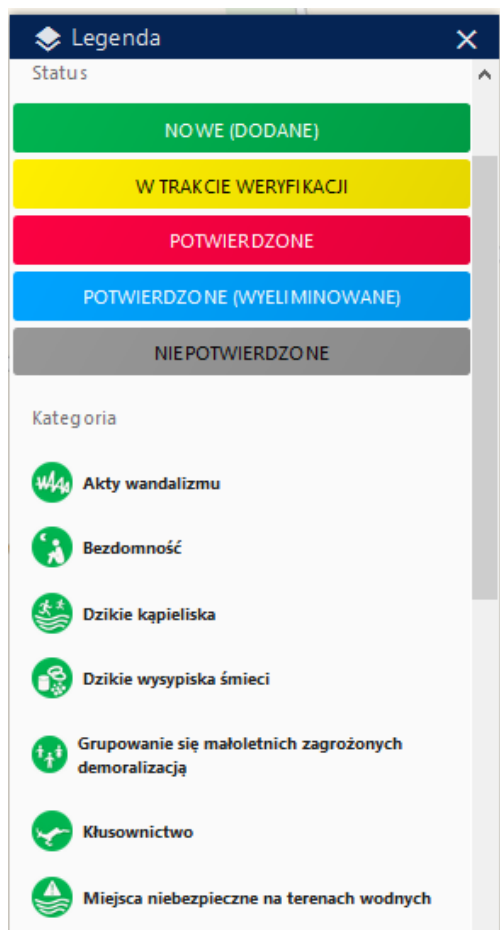 Legenda
Status
NOWE (DODANE)
W TRAKCIE WERYFIKACJI
POTWIERDZONE
POTWIERDZONE (WYELIMINOWANE)
NIEPOTWIERDZONE
Kategoria
Akty wandalizmu
Bezdomność
Dzikie kąpieliska
Dzikie wysypiska śmieci
Grupowanie się małoletnich zagrożonych
demoralizacją
Kłusownictwo
Miejsca niebezpieczne na terenach wodnych